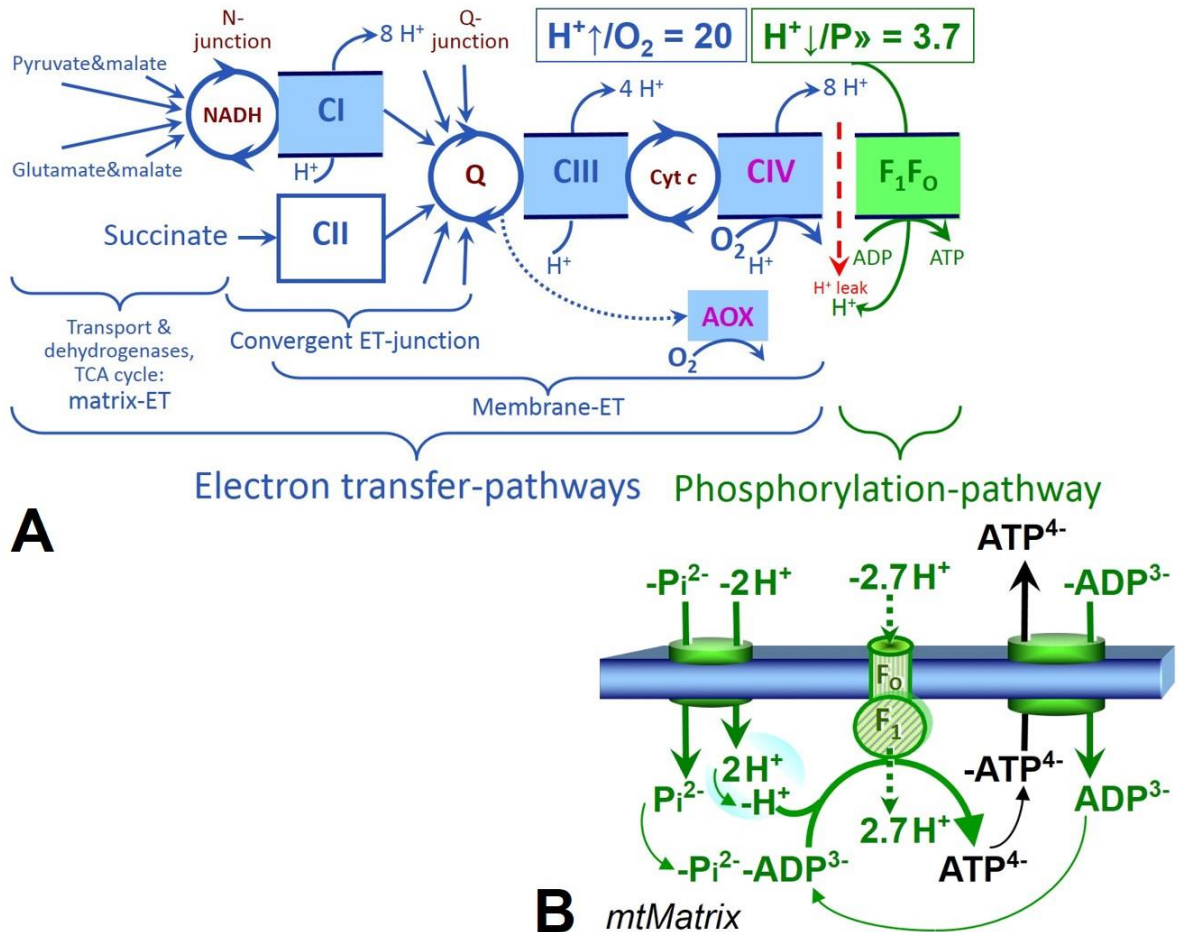 N-
junction
8 H⁺
Q-
junction
H⁺↑/O₂ = 20
H⁺↓/P» = 3.7
Pyruvate&malate
NADH
CI
4 H⁺
8 H⁺
Glutamate&malate
H⁺
Q
CIII
Cyt c
CIV
F₁Fₒ
Succinate
CII
H⁺
O₂
H⁺
ADP
ATP
H⁺ leak
H⁺
Transport &
dehydrogenases,
TCA cycle:
matrix-ET
Convergent ET-junction
AOX
O₂
Membrane-ET
Electron transfer-pathways
Phosphorylation-pathway
A
ATP⁴⁻
-Pi²⁻
-2H⁺
-2.7H⁺
-ADP³⁻
Fₒ
F₁
2H⁺
-H⁺
Pi²⁻
2.7H⁺
-ATP⁴⁻
ADP³⁻
-Pi²⁻-ADP³⁻
ATP⁴⁻
B
mtMatrix